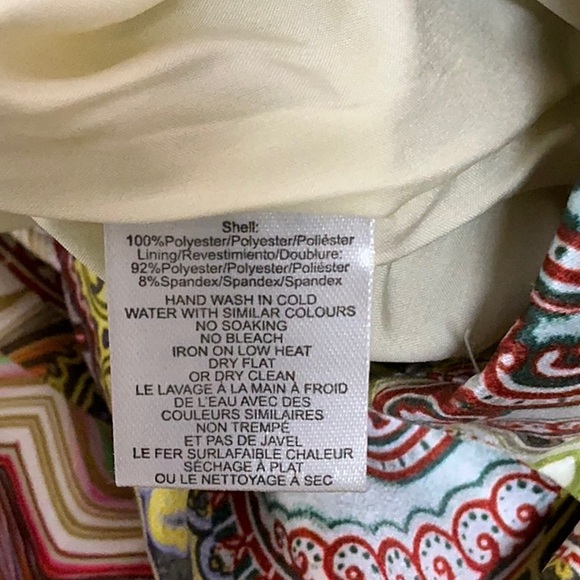 Shell:
100%Polyester/Polyester/Poliéster
Lining/Revestimiento/Doublure:
92%Polyester/Polyester/Poliéster
8%Spandex/Spandex/Spandex
HAND WASH IN COLD
WATER WITH SIMILAR COLOURS
NO SOAKING
NO BLEACH
IRON ON LOW HEAT
DRY FLAT
OR DRY CLEAN
LE LAVAGE À LA MAIN À FROID
DE L'EAU AVEC DES
COULEURS SIMILAIRES
NON TREMPÉ
ET PAS DE JAVEL
LE FER SURLAFAIBLE CHALEUR
SÉCHAGE À PLAT
OU LE NETTOYAGE À SEC